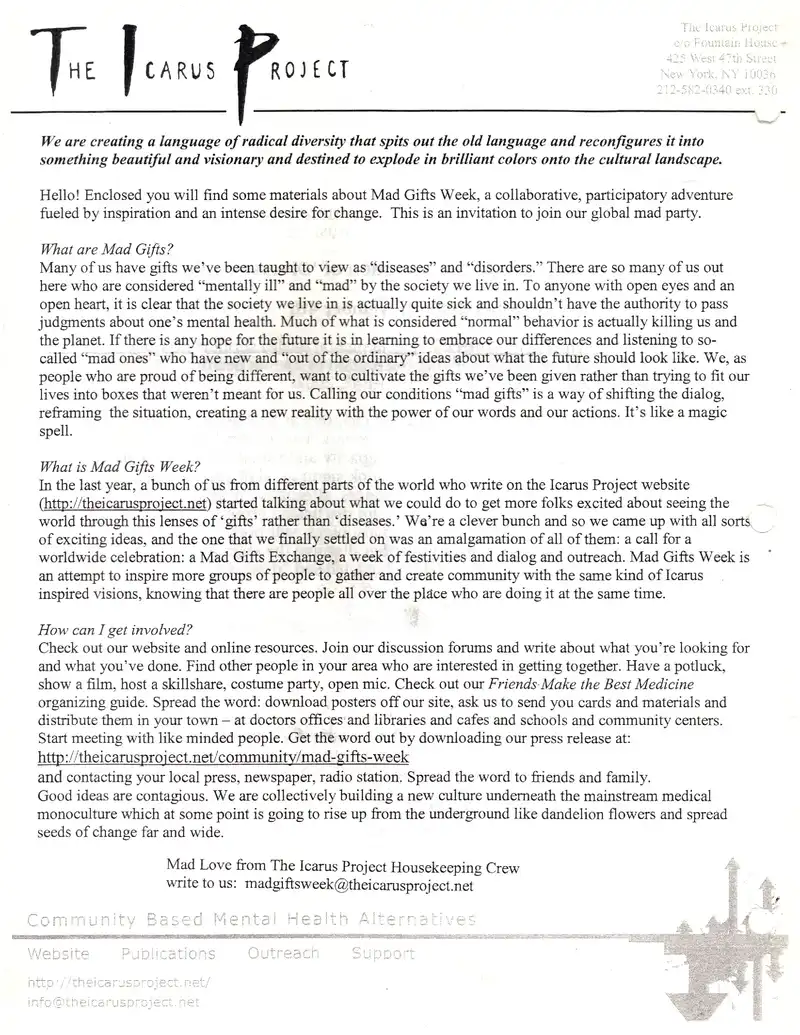 THE ICARUS PROJECT
The Icarus Project
c/o Fountain House
425 West 47th Street
New York, NY 10036
212-582-0340 ext. 330
We are creating a language of radical diversity that spits out the old language and reconfigures it into
something beautiful and visionary and destined to explode in brilliant colors onto the cultural landscape.
Hello! Enclosed you will find some materials about Mad Gifts Week, a collaborative, participatory adventure
fueled by inspiration and an intense desire for change. This is an invitation to join our global mad party.
What are Mad Gifts?
Many of us have gifts we've been taught to view as "diseases" and "disorders." There are so many of us out
here who are considered "mentally ill" and "mad" by the society we live in. To anyone with open eyes and an
open heart, it is clear that the society we live in is actually quite sick and shouldn't have the authority to pass
judgments about one's mental health. Much of what is considered "normal" behavior is actually killing us and
the planet. If there is any hope for the future it is in learning to embrace our differences and listening to so-
called "mad ones" who have new and "out of the ordinary" ideas about what the future should look like. We, as
people who are proud of being different, want to cultivate the gifts we've been given rather than trying to fit our
lives into boxes that weren't meant for us. Calling our conditions "mad gifts" is a way of shifting the dialog,
reframing the situation, creating a new reality with the power of our words and our actions. It's like a magic
spell.
What is Mad Gifts Week?
In the last year, a bunch of us from different parts of the world who write on the Icarus Project website
(http://theicarusproject.net) started talking about what we could do to get more folks excited about seeing the
world through this lenses of 'gifts' rather than 'diseases.' We're a clever bunch and so we came up with all sorts
of exciting ideas, and the one that we finally settled on was an amalgamation of all of them: a call for a
worldwide celebration: a Mad Gifts Exchange, a week of festivities and dialog and outreach. Mad Gifts Week is
an attempt to inspire more groups of people to gather and create community with the same kind of Icarus
inspired visions, knowing that there are people all over the place who are doing it at the same time.
How can I get involved?
Check out our website and online resources. Join our discussion forums and write about what you're looking for
and what you've done. Find other people in your area who are interested in getting together. Have a potluck,
show a film, host a skillshare, costume party, open mic. Check out our Friends Make the Best Medicine
organizing guide. Spread the word: download posters off our site, ask us to send you cards and materials and
distribute them in your town – at doctors offices and libraries and cafes and schools and community centers.
Start meeting with like minded people. Get the word out by downloading our press release at:
http://theicarusproject.net/community/mad-gifts-week
and contacting your local press, newspaper, radio station. Spread the word to friends and family.
Good ideas are contagious. We are collectively building a new culture underneath the mainstream medical
monoculture which at some point is going to rise up from the underground like dandelion flowers and spread
seeds of change far and wide.
Mad Love from The Icarus Project Housekeeping Crew
write to us: madgiftsweek@theicarusproject.net
Community Based Mental Health Alternatives
Website Publications Outreach Support
http://theicarusproject.net/
info@theicarusproject.net